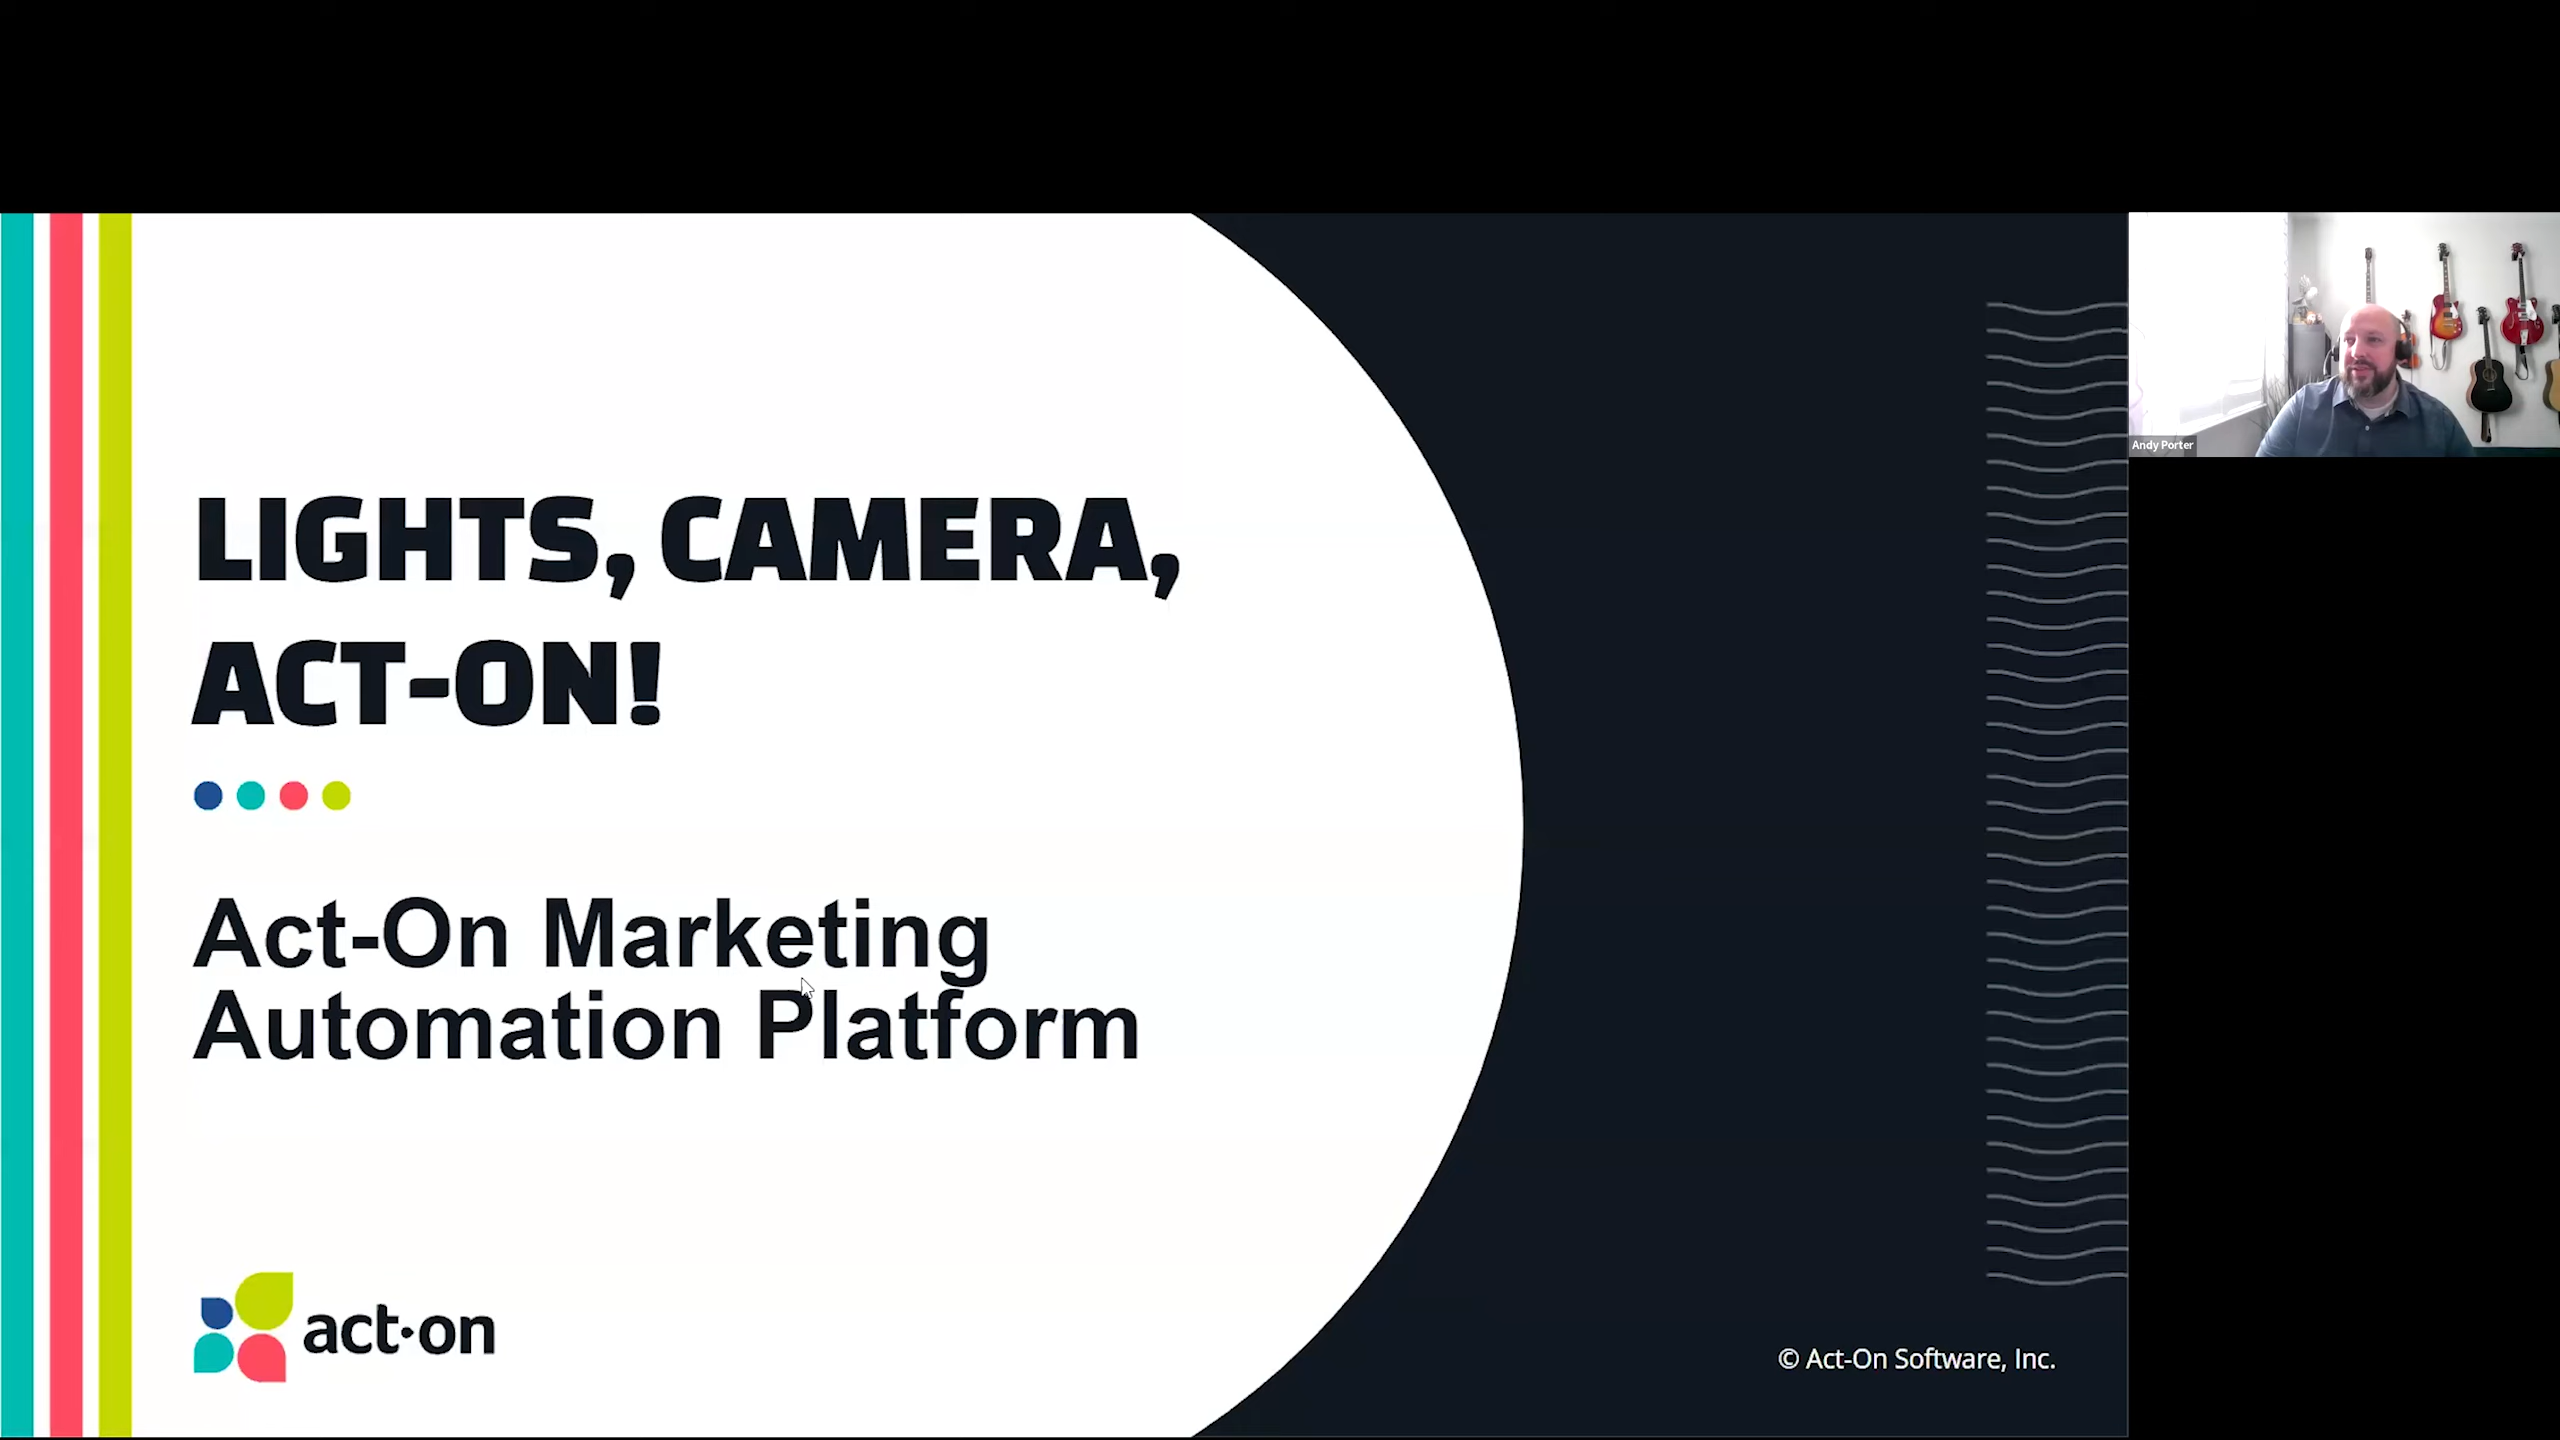 LIGHTS, CAMERA,
ACT-ON!
Act-On Marketing
Automation Platform
act·on
© Act-On Software, Inc.
Andy Porter